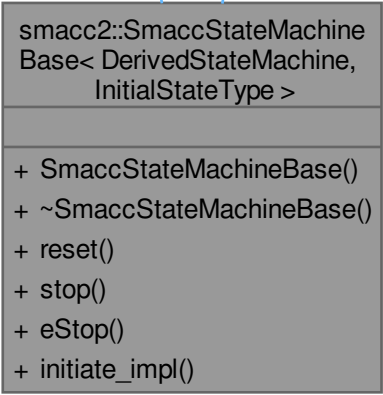 smacc2::SmaccStateMachine
Base< DerivedStateMachine,
InitialStateType >
+ SmaccStateMachineBase()
+ ~SmaccStateMachineBase()
+ reset()
+ stop()
+ eStop()
+ initiate_impl()